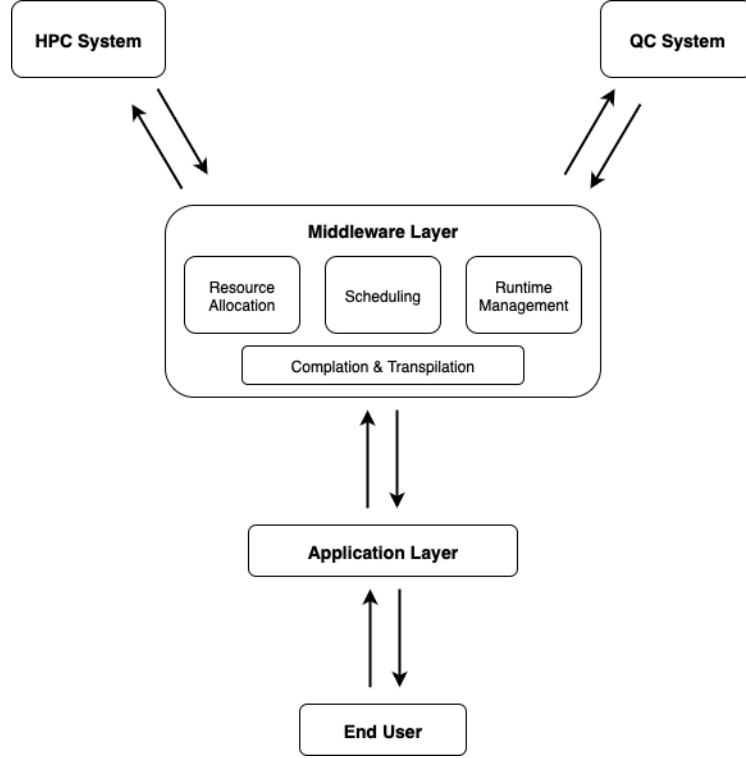 HPC System
QC System
Middleware Layer
Resource
Allocation
Scheduling
Runtime
Management
Complation & Transpilation
Application Layer
End User